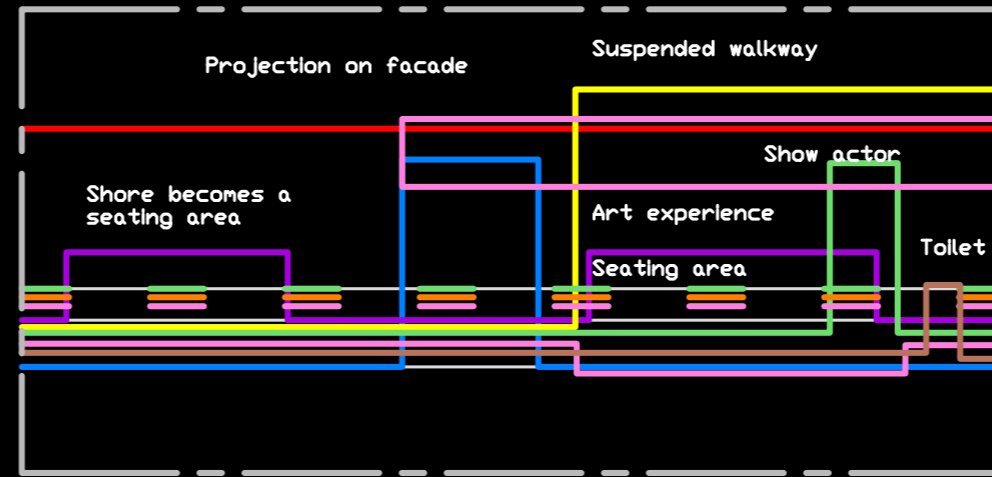 Suspended walkway
Projection on facade
Show actor
Shore becomes a
seating area
Art experience
Toilet
Seating area